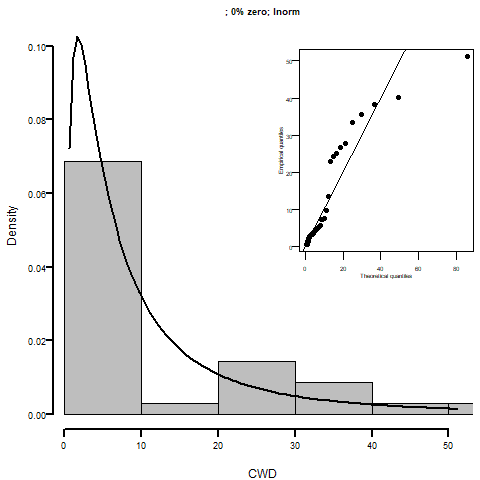 ; 0% zero; lnorm
Density
0.10
0.08
0.06
0.04
0.02
0.00
0 10 20 30 40 50
CWD
Empirical quantiles
50
40
30
20
10
0
0 20 40 60 80
Theoretical quantiles